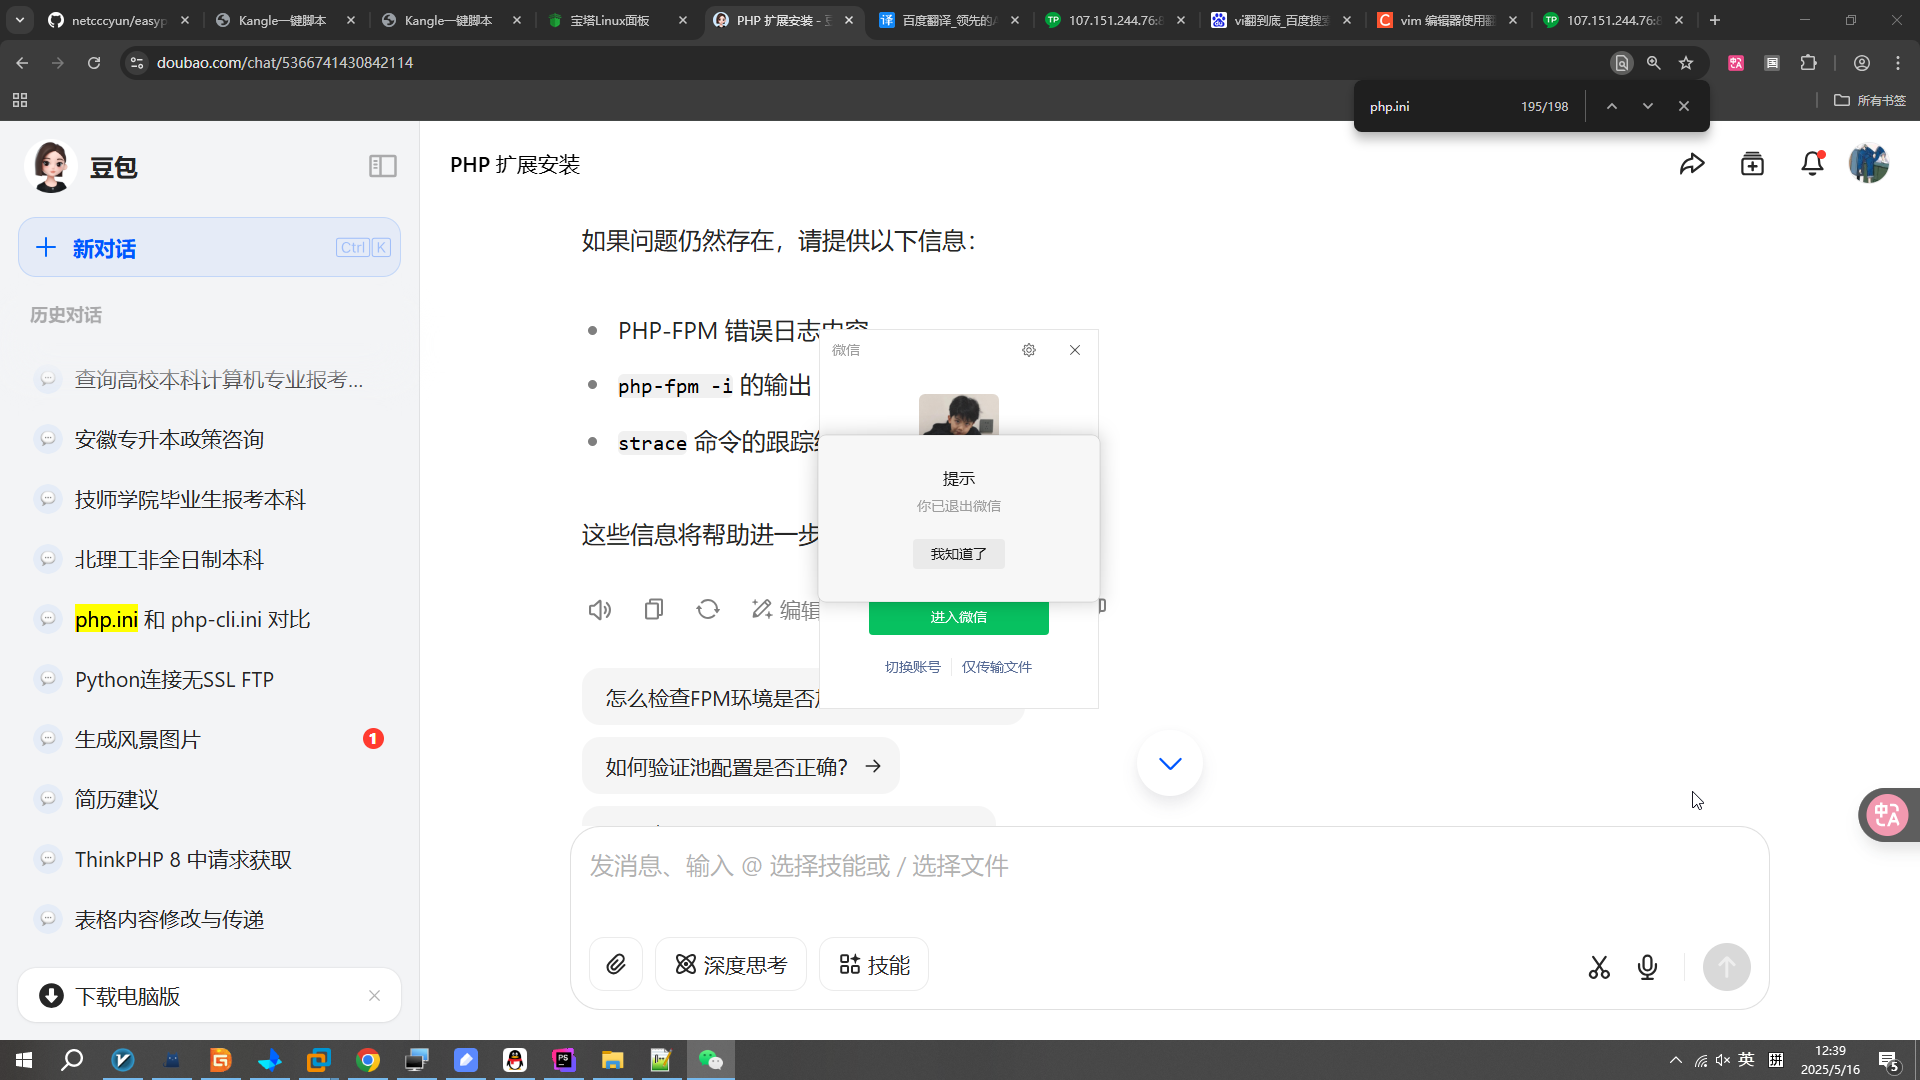 netcccyun/easyp
Kangle一键脚本
Kangle一键脚本
宝塔Linux面板
PHP 扩展安装 - 豆
百度翻译_领先的A
107.151.244.76:8
vi翻到底_百度搜索
vim 编辑器使用翻
107.151.244.76:8
doubao.com/chat/5366741430842114
所有书签
php.ini
195/198
豆包
新对话
Ctrl K
历史对话
查询高校本科计算机专业报考...
安徽专升本政策咨询
技师学院毕业生报考本科
北理工非全日制本科
php.ini 和 php-cli.ini 对比
Python连接无SSL FTP
生成风景图片
1
简历建议
ThinkPHP 8 中请求获取
表格内容修改与传递
下载电脑版
PHP 扩展安装
如果问题仍然存在，请提供以下信息：
PHP-FPM 错误日志内容
php-fpm -i 的输出
strace 命令的跟踪
这些信息将帮助进一步
编辑
怎么检查FPM环境是否
如何验证池配置是否正确？
微信
提示
你已退出微信
我知道了
进入微信
切换账号
仅传输文件
发消息、输入 @ 选择技能或 / 选择文件
深度思考
技能
中A
英
拼
12:39
2025/5/16
5